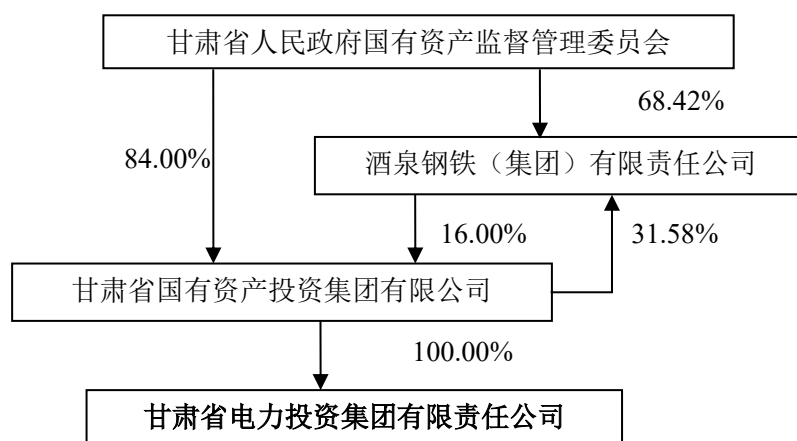 甘肃省人民政府国有资产监督管理委员会
68.42%
84.00%
酒泉钢铁（集团）有限责任公司
16.00%
31.58%
甘肃省国有资产投资集团有限公司
100.00%
甘肃省电力投资集团有限责任公司